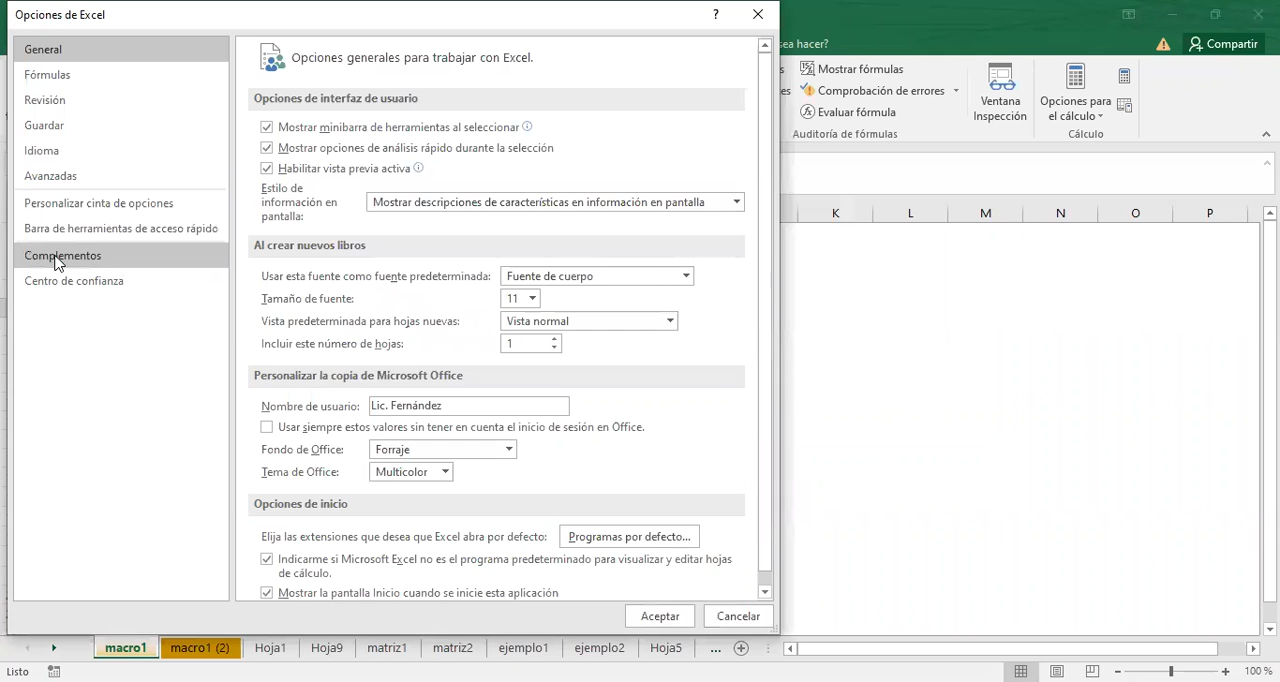 Opciones de Excel
?
General
Fórmulas
Revisión
Guardar
Idioma
Avanzadas
Personalizar cinta de opciones
Barra de herramientas de acceso rápido
Complementos
Centro de confianza
Opciones generales para trabajar con Excel.
Opciones de interfaz de usuario
Mostrar minibarra de herramientas al seleccionar
Mostrar opciones de análisis rápido durante la selección
Habilitar vista previa activa
Estilo de
información en
pantalla:
Mostrar descripciones de características en información en pantalla
Al crear nuevos libros
Usar esta fuente como fuente predeterminada: Fuente de cuerpo
Tamaño de fuente: 11
Vista predeterminada para hojas nuevas: Vista normal
Incluir este número de hojas: 1
Personalizar la copia de Microsoft Office
Nombre de usuario: Lic. Fernández
Usar siempre estos valores sin tener en cuenta el inicio de sesión en Office.
Fondo de Office: Forraje
Tema de Office: Multicolor
Opciones de inicio
Elija las extensiones que desea que Excel abra por defecto: Programas por defecto...
Indicarme si Microsoft Excel no es el programa predeterminado para visualizar y editar hojas
de cálculo.
Mostrar la pantalla Inicio cuando se inicie esta aplicación
Aceptar Cancelar
sea hacer?
Compartir
Mostrar fórmulas
Comprobación de errores
Evaluar fórmula
Auditoría de fórmulas
Ventana
Inspección
Opciones para
el cálculo
Cálculo
K L M N O P
macro1 macro1 (2) Hoja1 Hoja9 matriz1 matriz2 ejemplo1 ejemplo2 Hoja5 ...
Listo
100 %